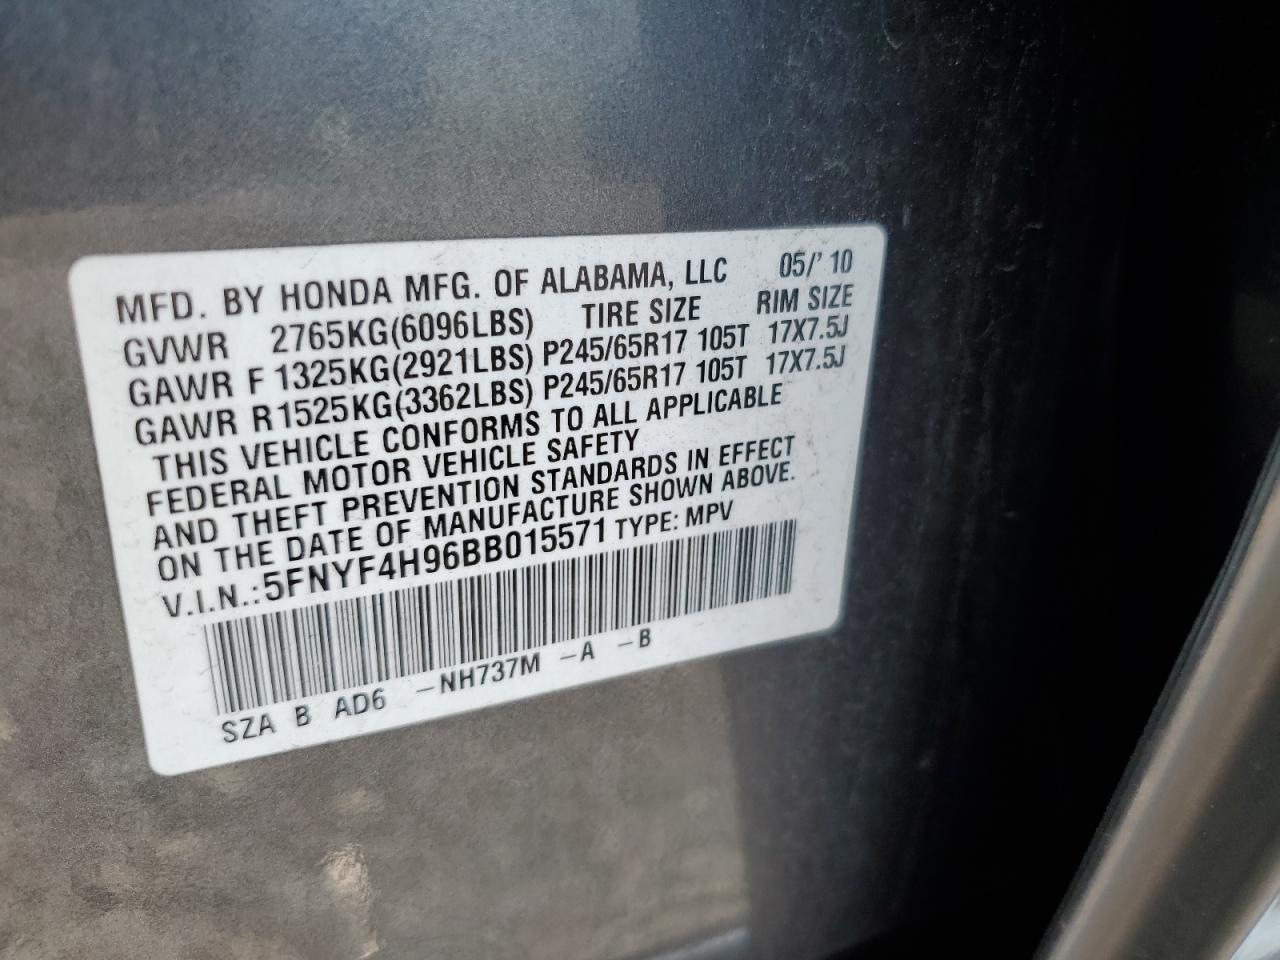 MFD. BY HONDA MFG. OF ALABAMA, LLC 05/'10
GVWR 2765KG(6096LBS) TIRE SIZE RIM SIZE
GAWR F 1325KG(2921LBS) P245/65R17 105T 17X7.5J
GAWR R 1525KG(3362LBS) P245/65R17 105T 17X7.5J
THIS VEHICLE CONFORMS TO ALL APPLICABLE
FEDERAL MOTOR VEHICLE SAFETY
AND THEFT PREVENTION STANDARDS IN EFFECT
ON THE DATE OF MANUFACTURE SHOWN ABOVE.
V.I.N.:5FNYF4H96BB015571 TYPE: MPV
SZA B AD6 -NH737M -A -B